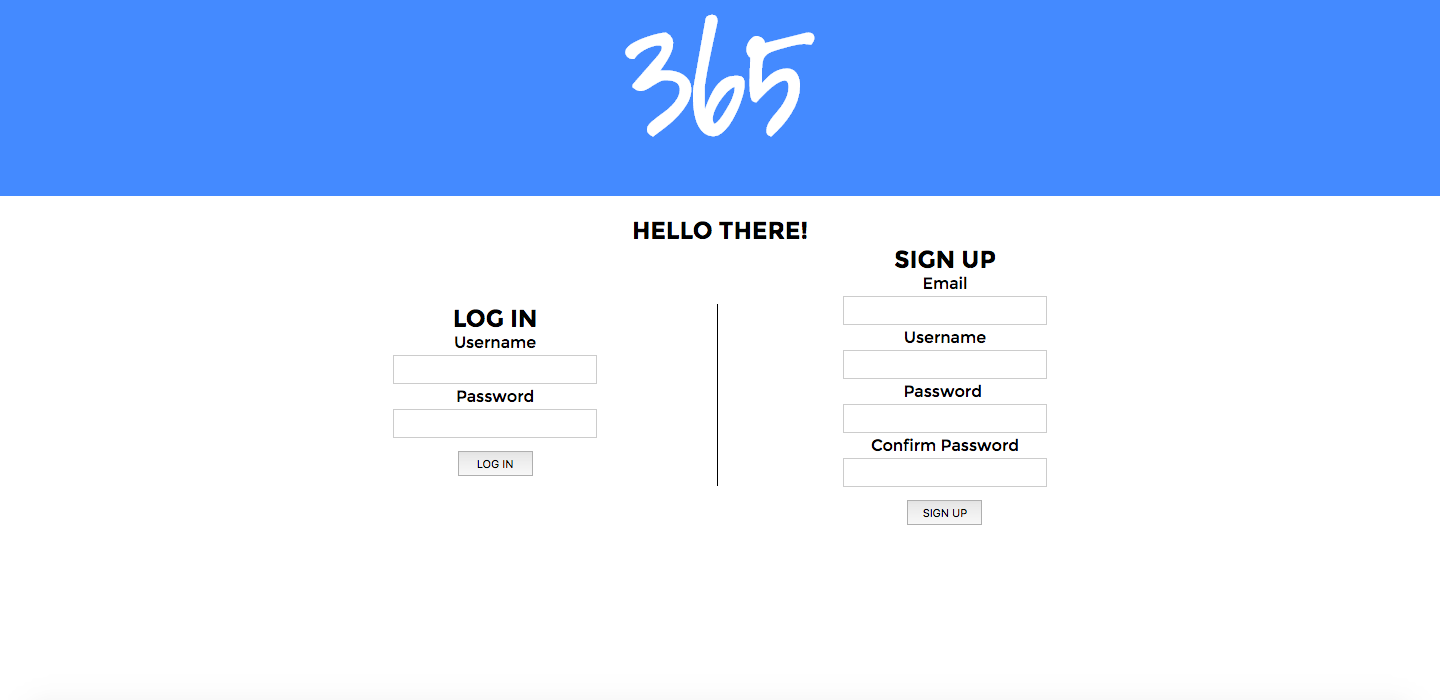 365
HELLO THERE!
LOG IN
Username
Password
LOG IN
SIGN UP
Email
Username
Password
Confirm Password
SIGN UP